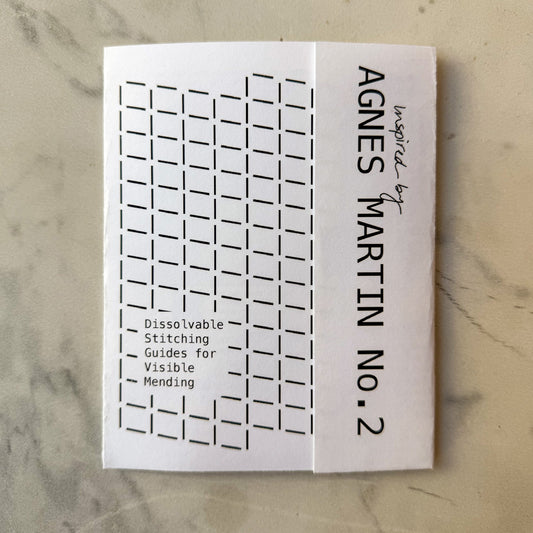 Inspired by
AGNES MARTIN No.2
Dissolvable
Stitching
Guides for
Visible
Mending